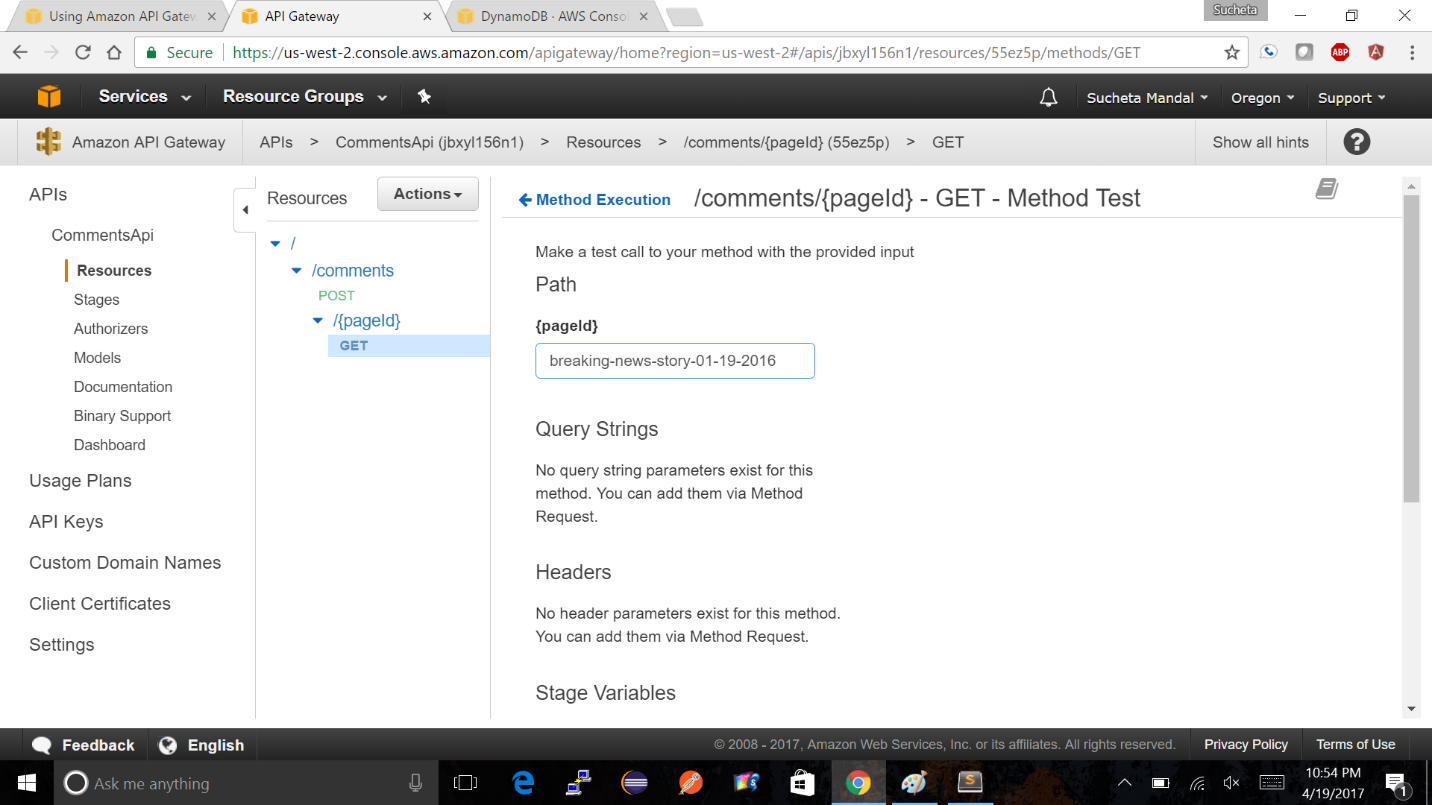 Using Amazon API Gatew
API Gateway
DynamoDB · AWS Conso
Sucheta
Secure
https://us-west-2.console.aws.amazon.com/apigateway/home?region=us-west-2#/apis/jbxyl156n1/resources/55ez5p/methods/GET
ABP
Services
Resource Groups
Sucheta Mandal
Oregon
Support
Amazon API Gateway
APIs > CommentsApi (jbxyl156n1) > Resources > /comments/{pageId} (55ez5p) > GET
Show all hints
?
APIs
CommentsApi
Resources
Stages
Authorizers
Models
Documentation
Binary Support
Dashboard
Usage Plans
API Keys
Custom Domain Names
Client Certificates
Settings
Resources
Actions
/
/comments
POST
/{pageId}
GET
Method Execution
/comments/{pageId} - GET - Method Test
Make a test call to your method with the provided input
Path
{pageId}
breaking-news-story-01-19-2016
Query Strings
No query string parameters exist for this
method. You can add them via Method
Request.
Headers
No header parameters exist for this method.
You can add them via Method Request.
Stage Variables
Feedback
English
© 2008 - 2017, Amazon Web Services, Inc. or its affiliates. All rights reserved.
Privacy Policy
Terms of Use
Ask me anything
10:54 PM
4/19/2017
1